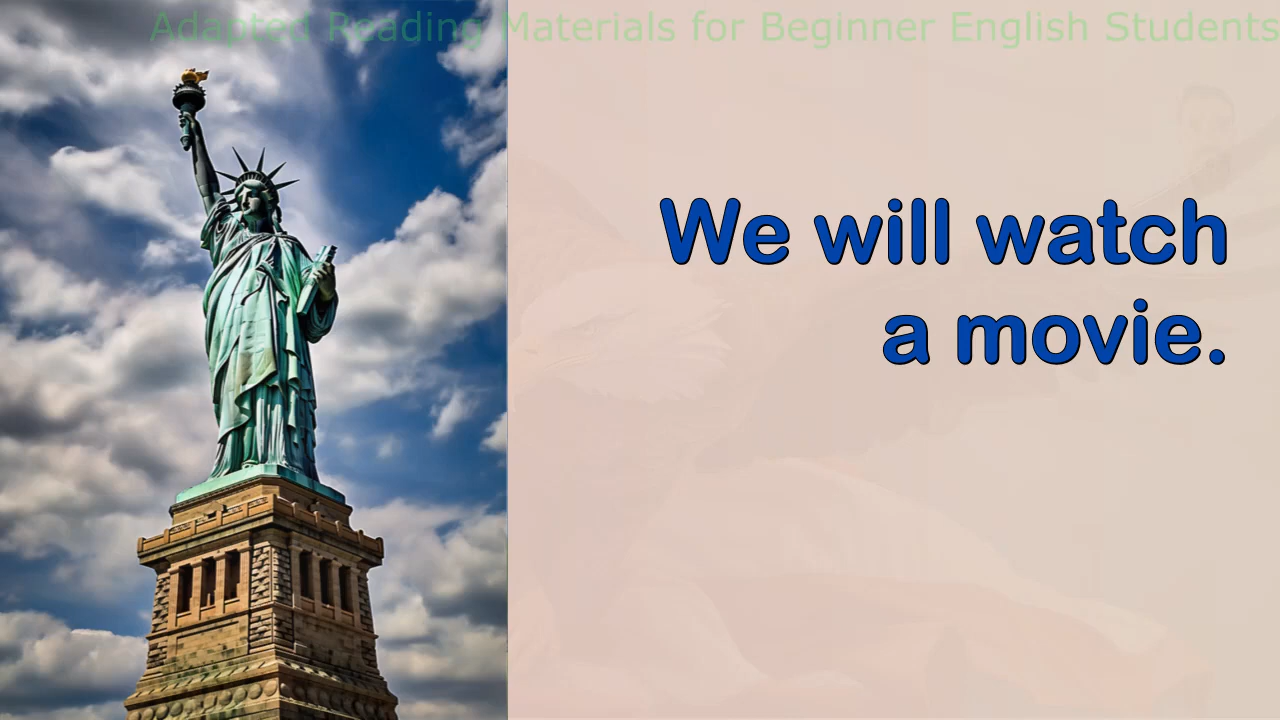 Adapted Reading Materials for Beginner English Students
We will watch
a movie.